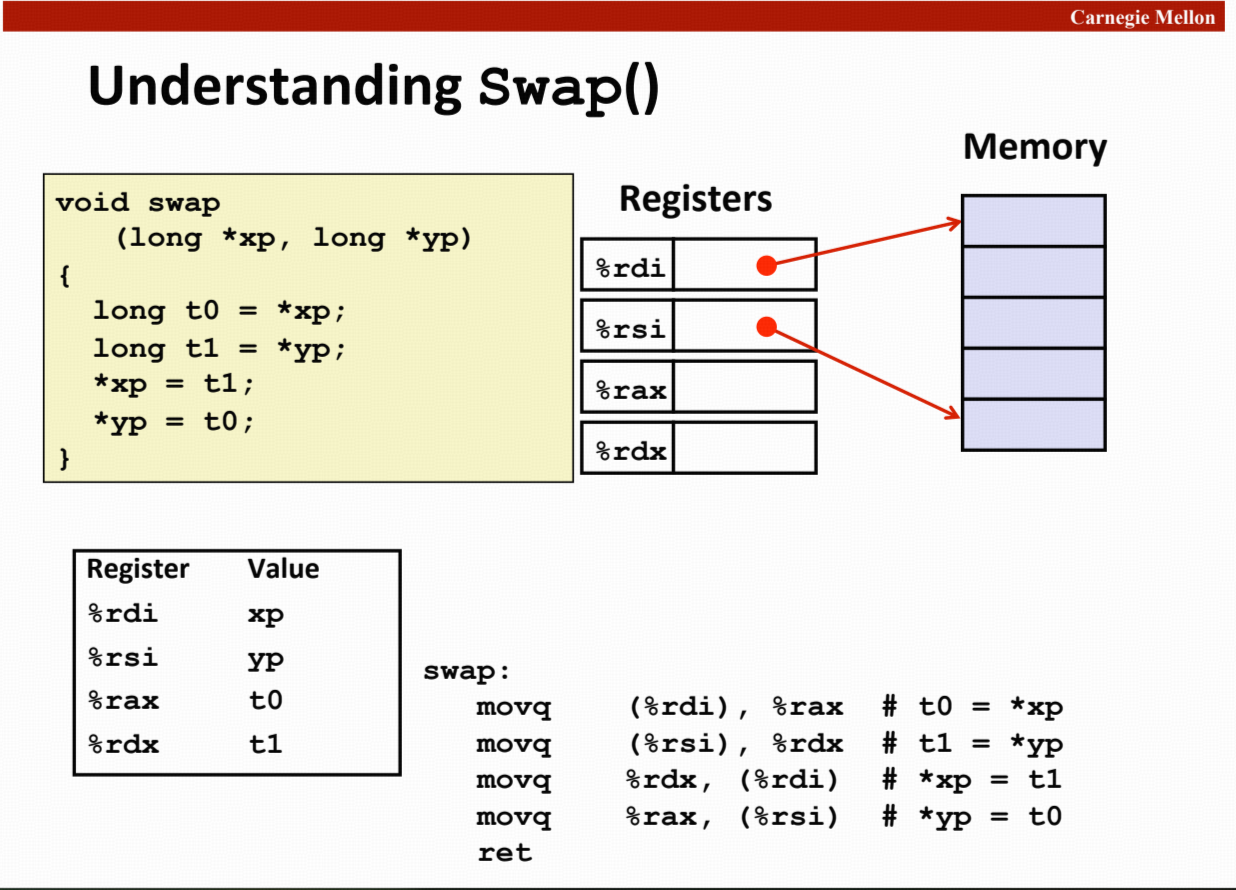 Carnegie Mellon
Understanding Swap()
void swap
(long *xp, long *yp)
{
long t0 = *xp;
long t1 = *yp;
*xp = t1;
*yp = t0;
}
Registers
%rdi
%rsi
%rax
%rdx
Memory
Register Value
%rdi xp
%rsi yp
%rax t0
%rdx t1
swap:
movq (%rdi), %rax # t0 = *xp
movq (%rsi), %rdx # t1 = *yp
movq %rdx, (%rdi) # *xp = t1
movq %rax, (%rsi) # *yp = t0
ret